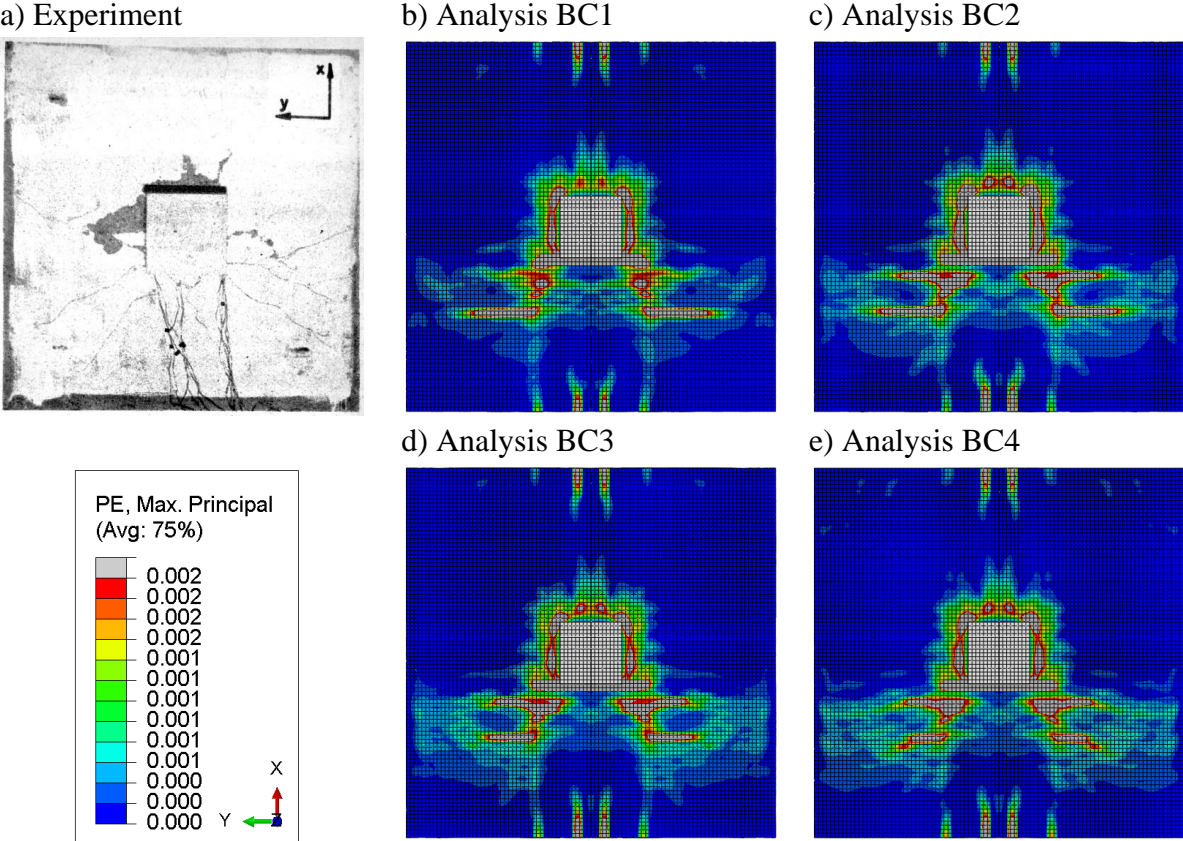 a) Experiment
b) Analysis BC1
c) Analysis BC2
x
y
d) Analysis BC3
e) Analysis BC4
PE, Max. Principal
(Avg: 75%)
0.002
0.002
0.002
0.002
0.001
0.001
0.001
0.001
0.001
0.001
0.000
0.000
0.000
X
Y